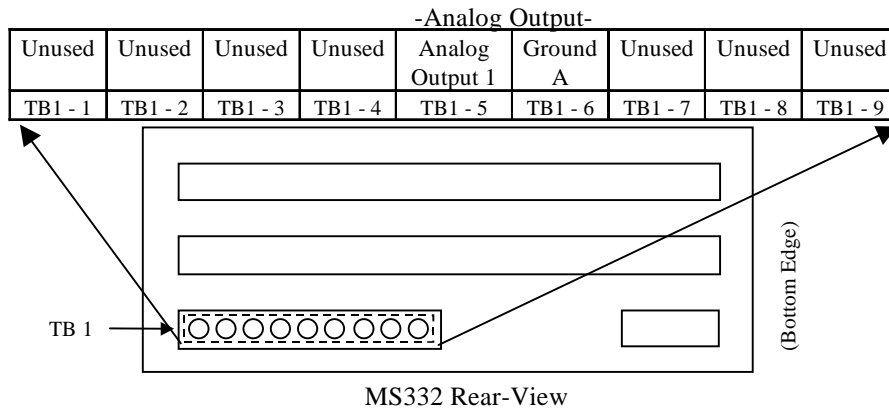 -Analog Output-
Unused Unused Unused Unused Analog Output 1 Ground A Unused Unused Unused
TB1 - 1 TB1 - 2 TB1 - 3 TB1 - 4 TB1 - 5 TB1 - 6 TB1 - 7 TB1 - 8 TB1 - 9
(Bottom Edge)
TB 1
MS332 Rear-View